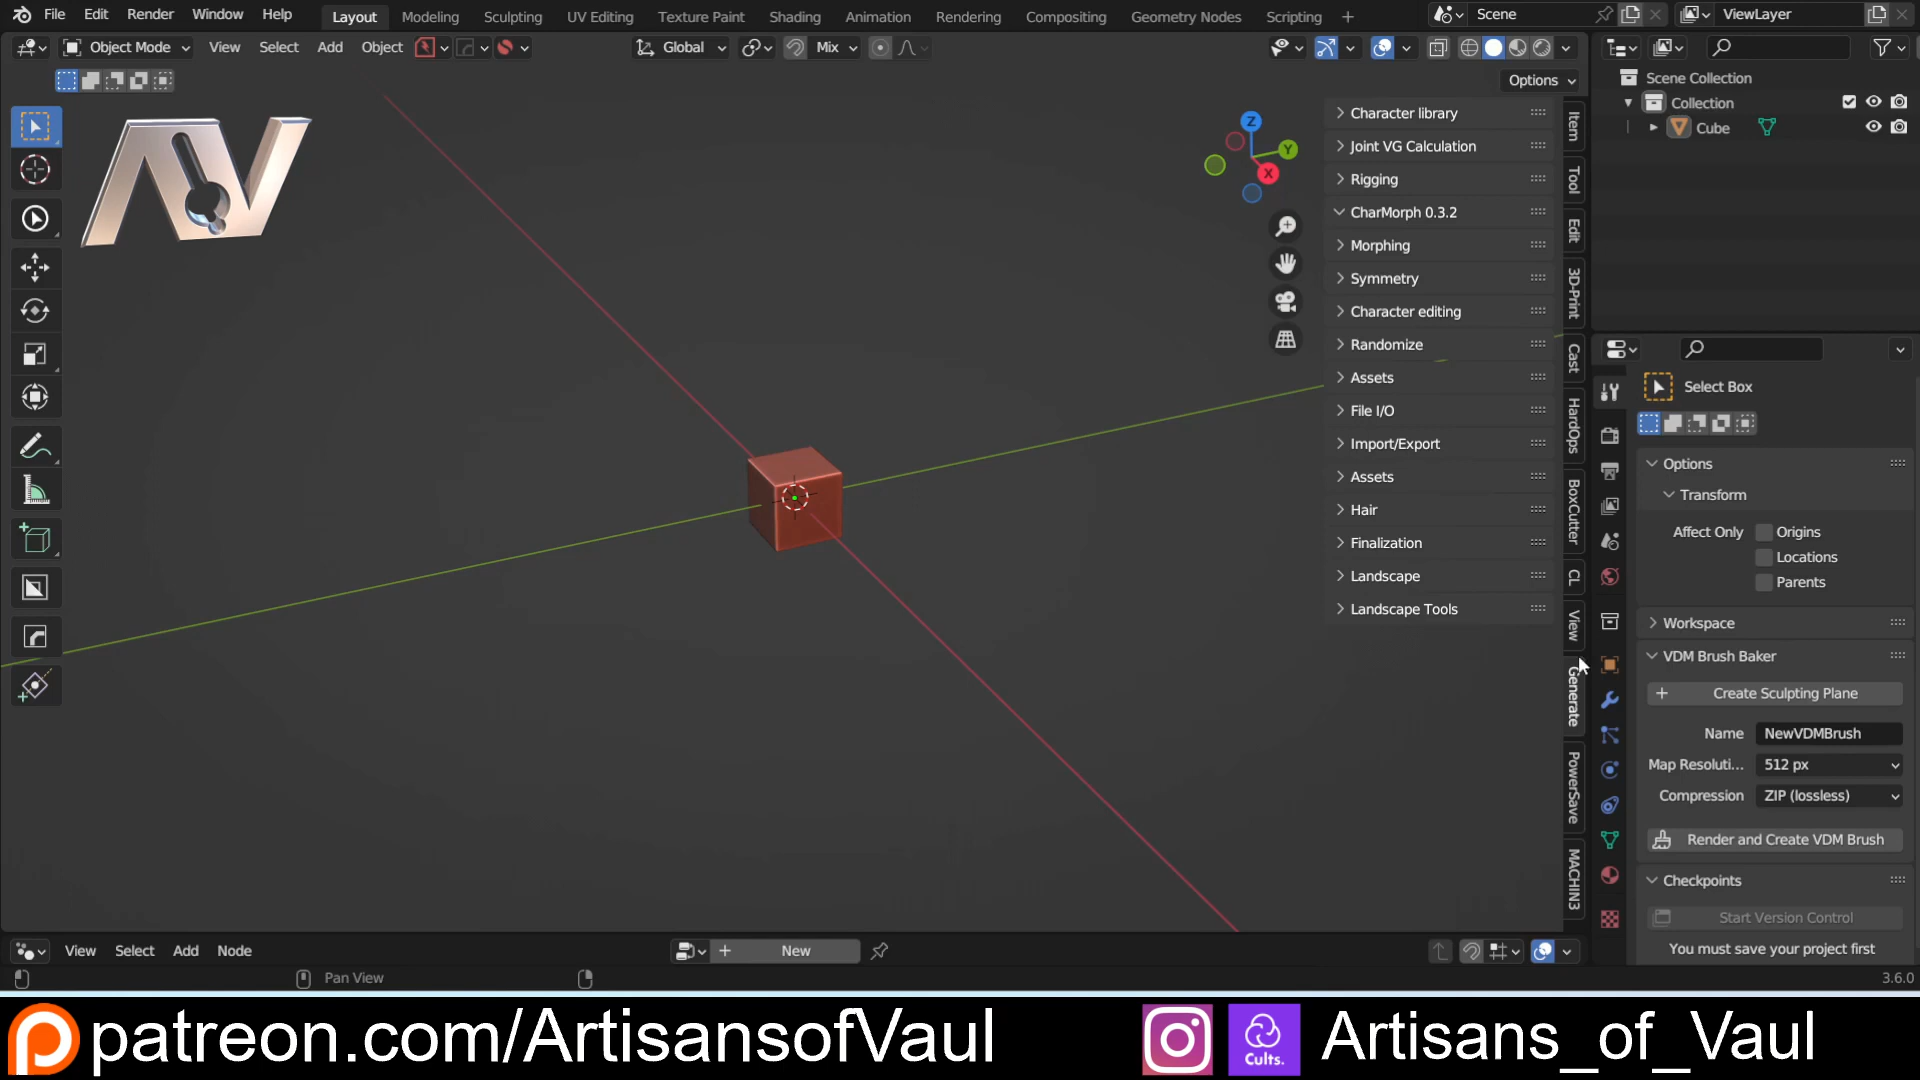 File Edit Render Window Help Layout Modeling Sculpting UV Editing Texture Paint Shading Animation Rendering Compositing Geometry Nodes Scripting + Scene ViewLayer
Object Mode View Select Add Object Global Mix
Options
Scene Collection
Collection
Cube
Z
Y
X
Character library
Joint VG Calculation
Rigging
CharMorph 0.3.2
Morphing
Symmetry
Character editing
Randomize
Assets
File I/O
Import/Export
Assets
Hair
Finalization
Landscape
Landscape Tools
Item
Tool
Edit
3D-Print
Cast
HardOps
BoxCutter
CL
View
Generate
PowerSave
MACHIN3
Select Box
Options
Transform
Affect Only Origins
Locations
Parents
Workspace
VDM Brush Baker
Create Sculpting Plane
Name NewVDMBrush
Map Resoluti... 512 px
Compression ZIP (lossless)
Render and Create VDM Brush
Checkpoints
Start Version Control
You must save your project first
View Select Add Node New
Pan View
3.6.0
patreon.com/ArtisansofVaul
Cults.
Artisans_of_Vaul